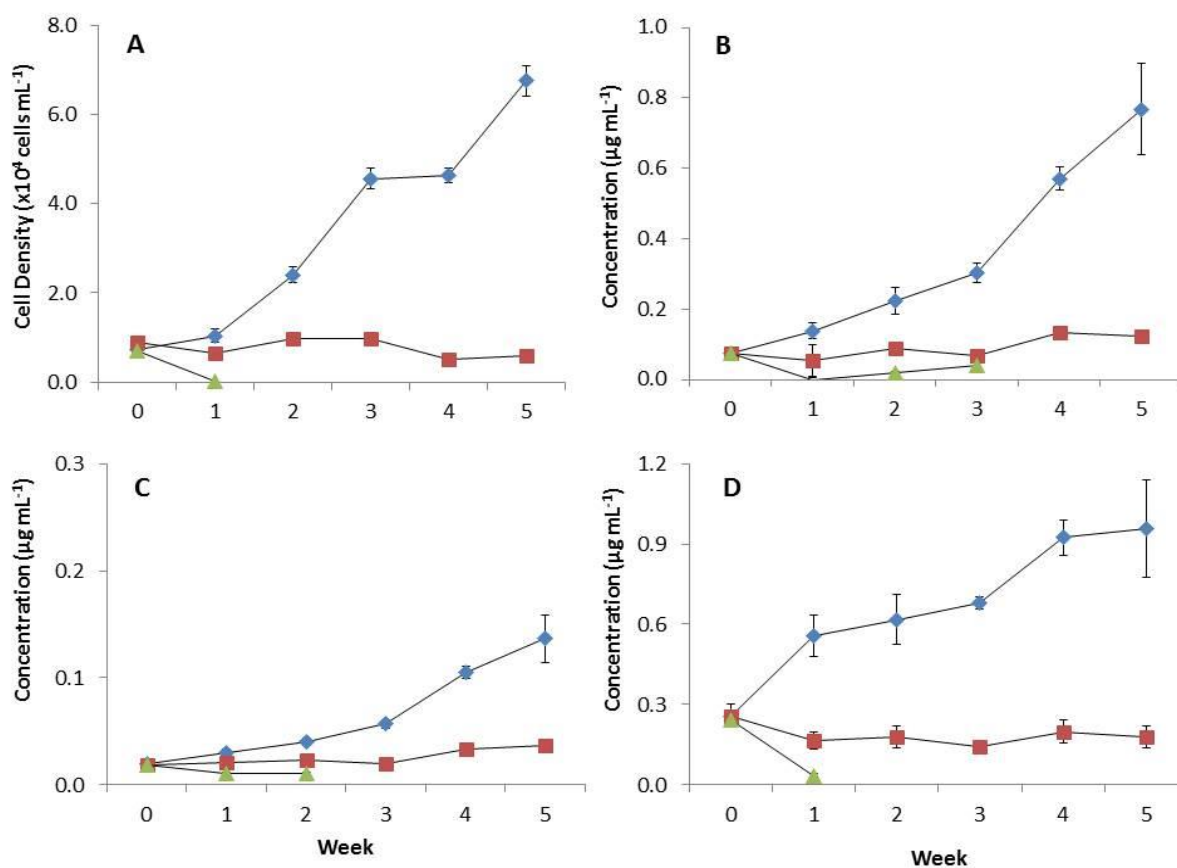 A
Cell Density (x10⁴ cells mL⁻¹)
8.0
6.0
4.0
2.0
0.0
0 1 2 3 4 5
B
Concentration (µg mL⁻¹)
1.0
0.8
0.6
0.4
0.2
0.0
0 1 2 3 4 5
C
Concentration (µg mL⁻¹)
0.3
0.2
0.1
0.0
0 1 2 3 4 5
Week
D
Concentration (µg mL⁻¹)
1.2
0.9
0.6
0.3
0.0
0 1 2 3 4 5
Week